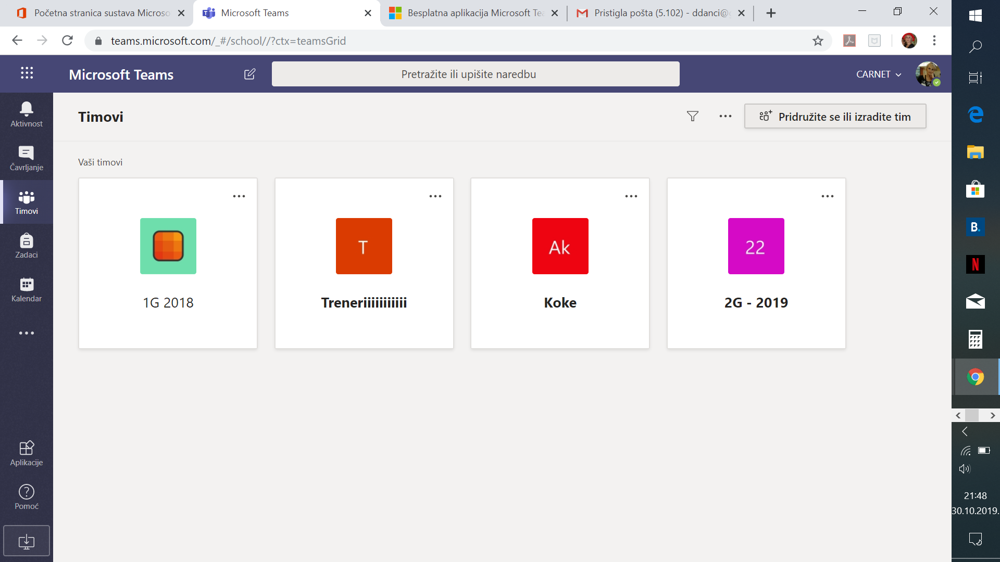 Početna stranica sustava Microso
Microsoft Teams
Besplatna aplikacija Microsoft Tea
Pristigla pošta (5.102) - ddanci@g
teams.microsoft.com/_#/school//?ctx=teamsGrid
Microsoft Teams
Pretražite ili upišite naredbu
CARNET
Aktivnost
Čavrljanje
Timovi
Zadaci
Kalendar
Aplikacije
Pomoć
Timovi
Pridružite se ili izradite tim
Vaši timovi
T
Ak
22
1G 2018
Treneriiiiiiiiiii
Koke
2G - 2019
B.
N
21:48
30.10.2019.